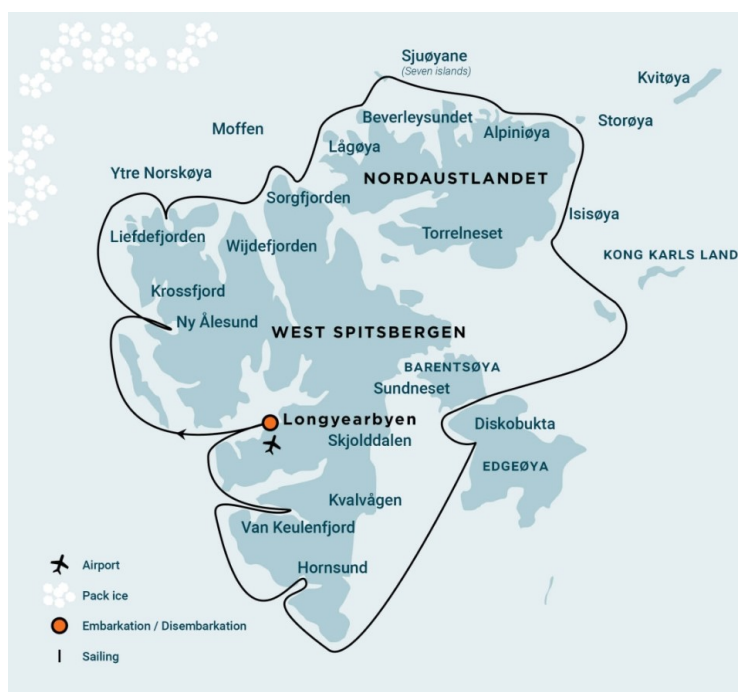 Sjuøyane
(Seven islands)
Kvitøya
Beverleysundet
Storøya
Moffen
Alpiniøya
Lågøya
Ytre Norskøya
NORDAUSTLANDET
Sorgfjorden
Isisøya
Liefdefjorden
Wijdefjorden
Torrelneset
KONG KARLS LAND
Krossfjord
Ny Ålesund
WEST SPITSBERGEN
BARENTSØYA
Sundneset
Longyearbyen
Diskobukta
Skjolddalen
EDGEØYA
Kvalvågen
Van Keulenfjord
Hornsund
Airport
Pack ice
Embarkation / Disembarkation
Sailing